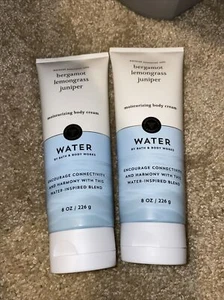 bergamot
lemongrass
juniper
moisturizing body cream
WATER
BY BATH & BODY WORKS
ENCOURAGE CONNECTIVITY
AND HARMONY WITH THIS
WATER-INSPIRED BLEND
8 OZ / 226 g
bergamot
lemongrass
juniper
moisturizing body cream
WATER
BY BATH & BODY WORKS
ENCOURAGE CONNECTIVITY
AND HARMONY WITH THIS
WATER-INSPIRED BLEND
8 OZ / 226 g